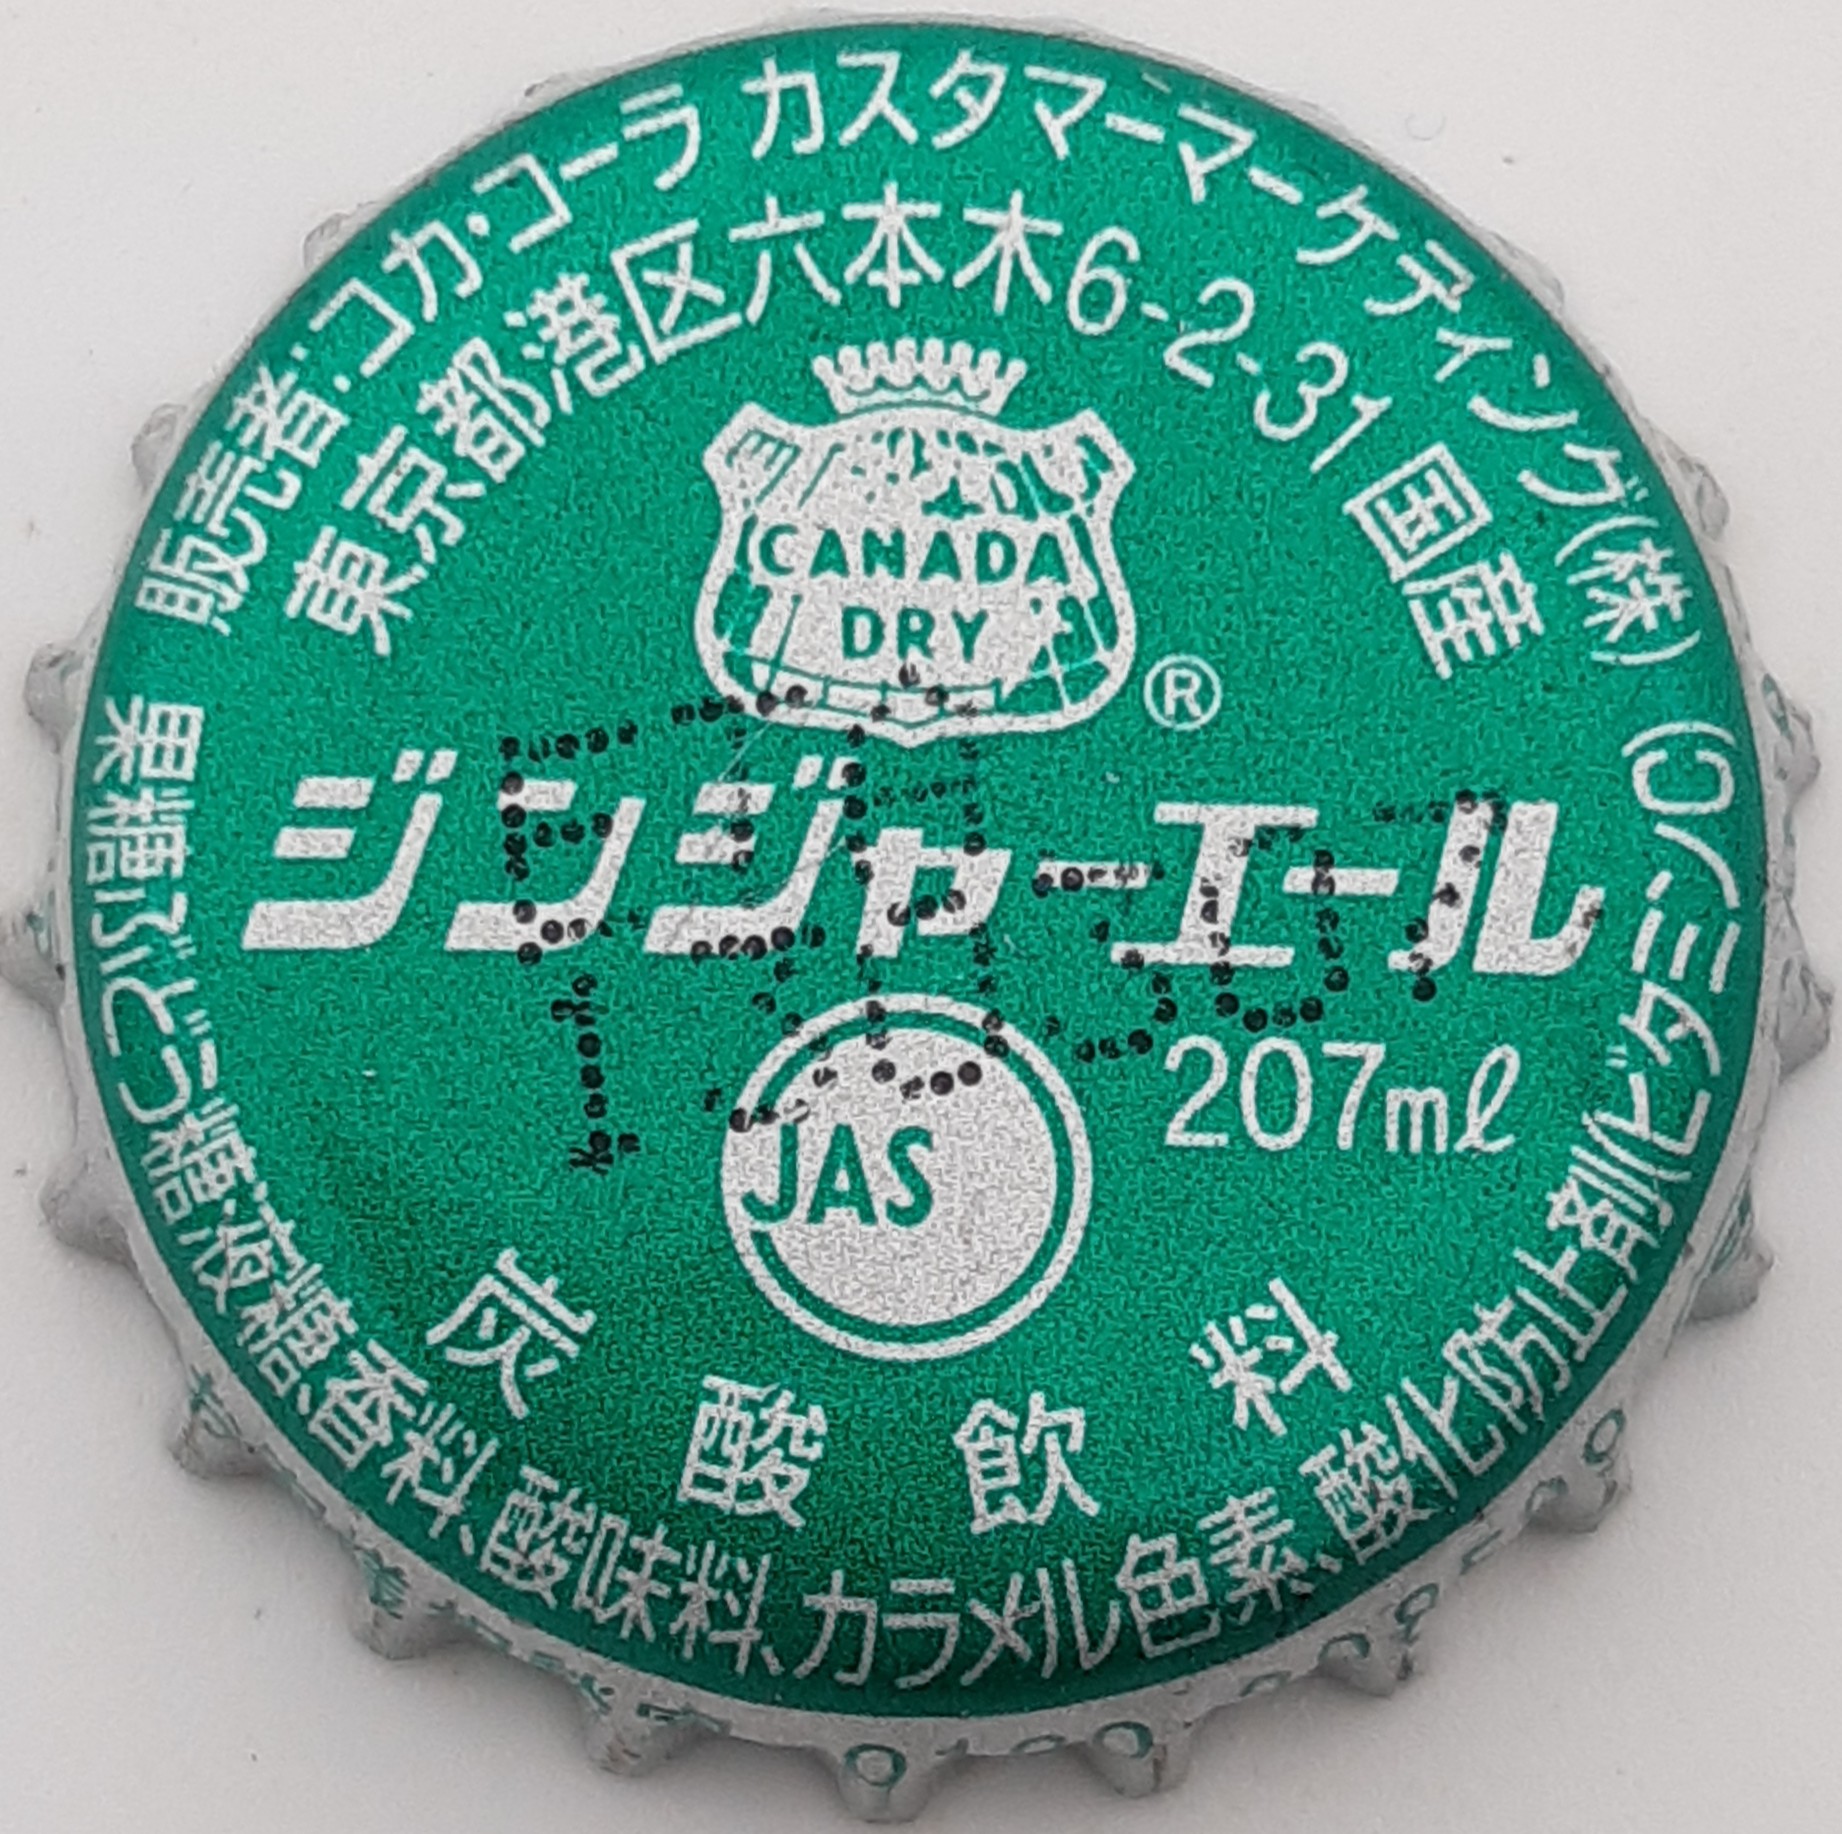 販売者:コカ・コーラ カスタマーマーケティング(株)
東京都港区六本木6-2-31 国産
CANADA
DRY
®
ジンジャーエール
207ml
JAS
炭酸飲料
果糖ぶどう糖液糖、香料、酸味料、カラメル色素、酸化防止剤(ビタミンC)